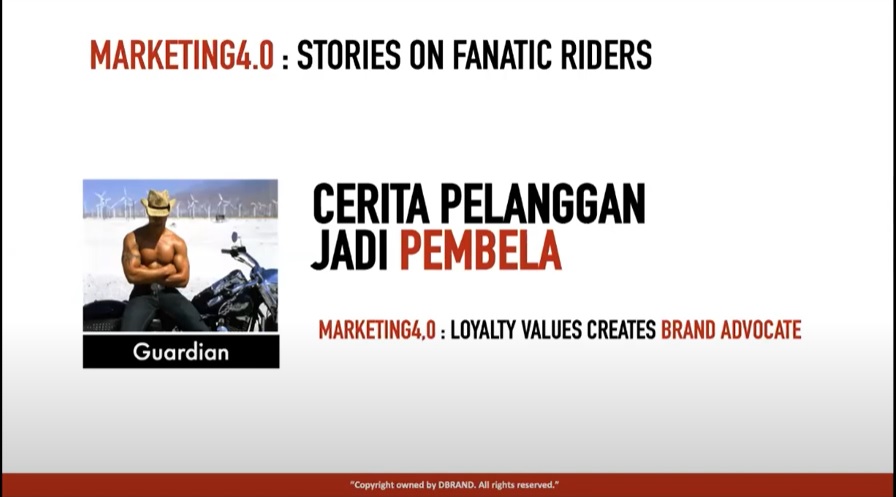 MARKETING4.0 : STORIES ON FANATIC RIDERS
CERITA PELANGGAN
JADI PEMBELA
MARKETING4,0 : LOYALTY VALUES CREATES BRAND ADVOCATE
Guardian
"Copyright owned by DBRAND. All rights reserved."